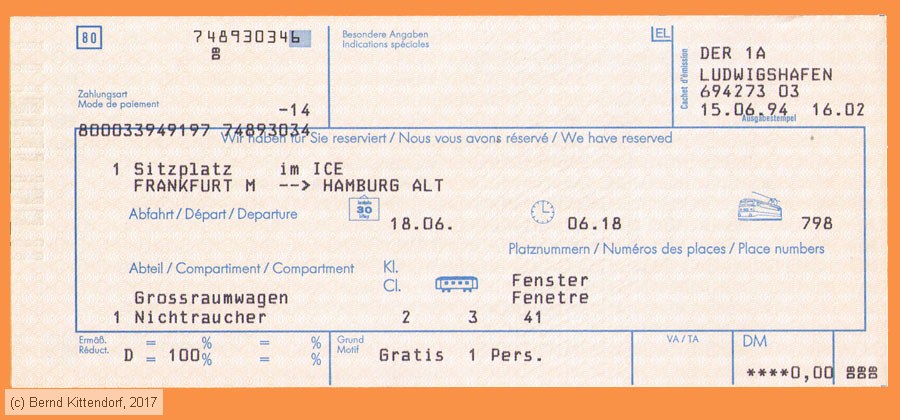 80
7489303466
BB
Besondere Angaben
Indications spéciales
EL
Cachet d'émission
DER 1A
LUDWIGSHAFEN
694273 03
15.06.94 16.02
Ausgabestempel
Zahlungsart
Mode de paiement
-14
800033949197 74893034
Wir haben für Sie reserviert / Nous vous avons réservé / We have reserved
1 Sitzplatz im ICE
FRANKFURT M --> HAMBURG ALT
Abfahrt / Départ / Departure
30
18.06.
06.18
798
Platznummern / Numéros des places / Place numbers
Abteil / Compartiment / Compartment
Kl.
Cl.
Fenster
Grossraumwagen
Fenetre
1 Nichtraucher 2 3 41
Ermäß.
Réduct.
= % = %
D = 100% = %
Grund
Motif
Gratis 1 Pers.
VA / TA
DM
****0,00 BBB
(c) Bernd Kittendorf, 2017